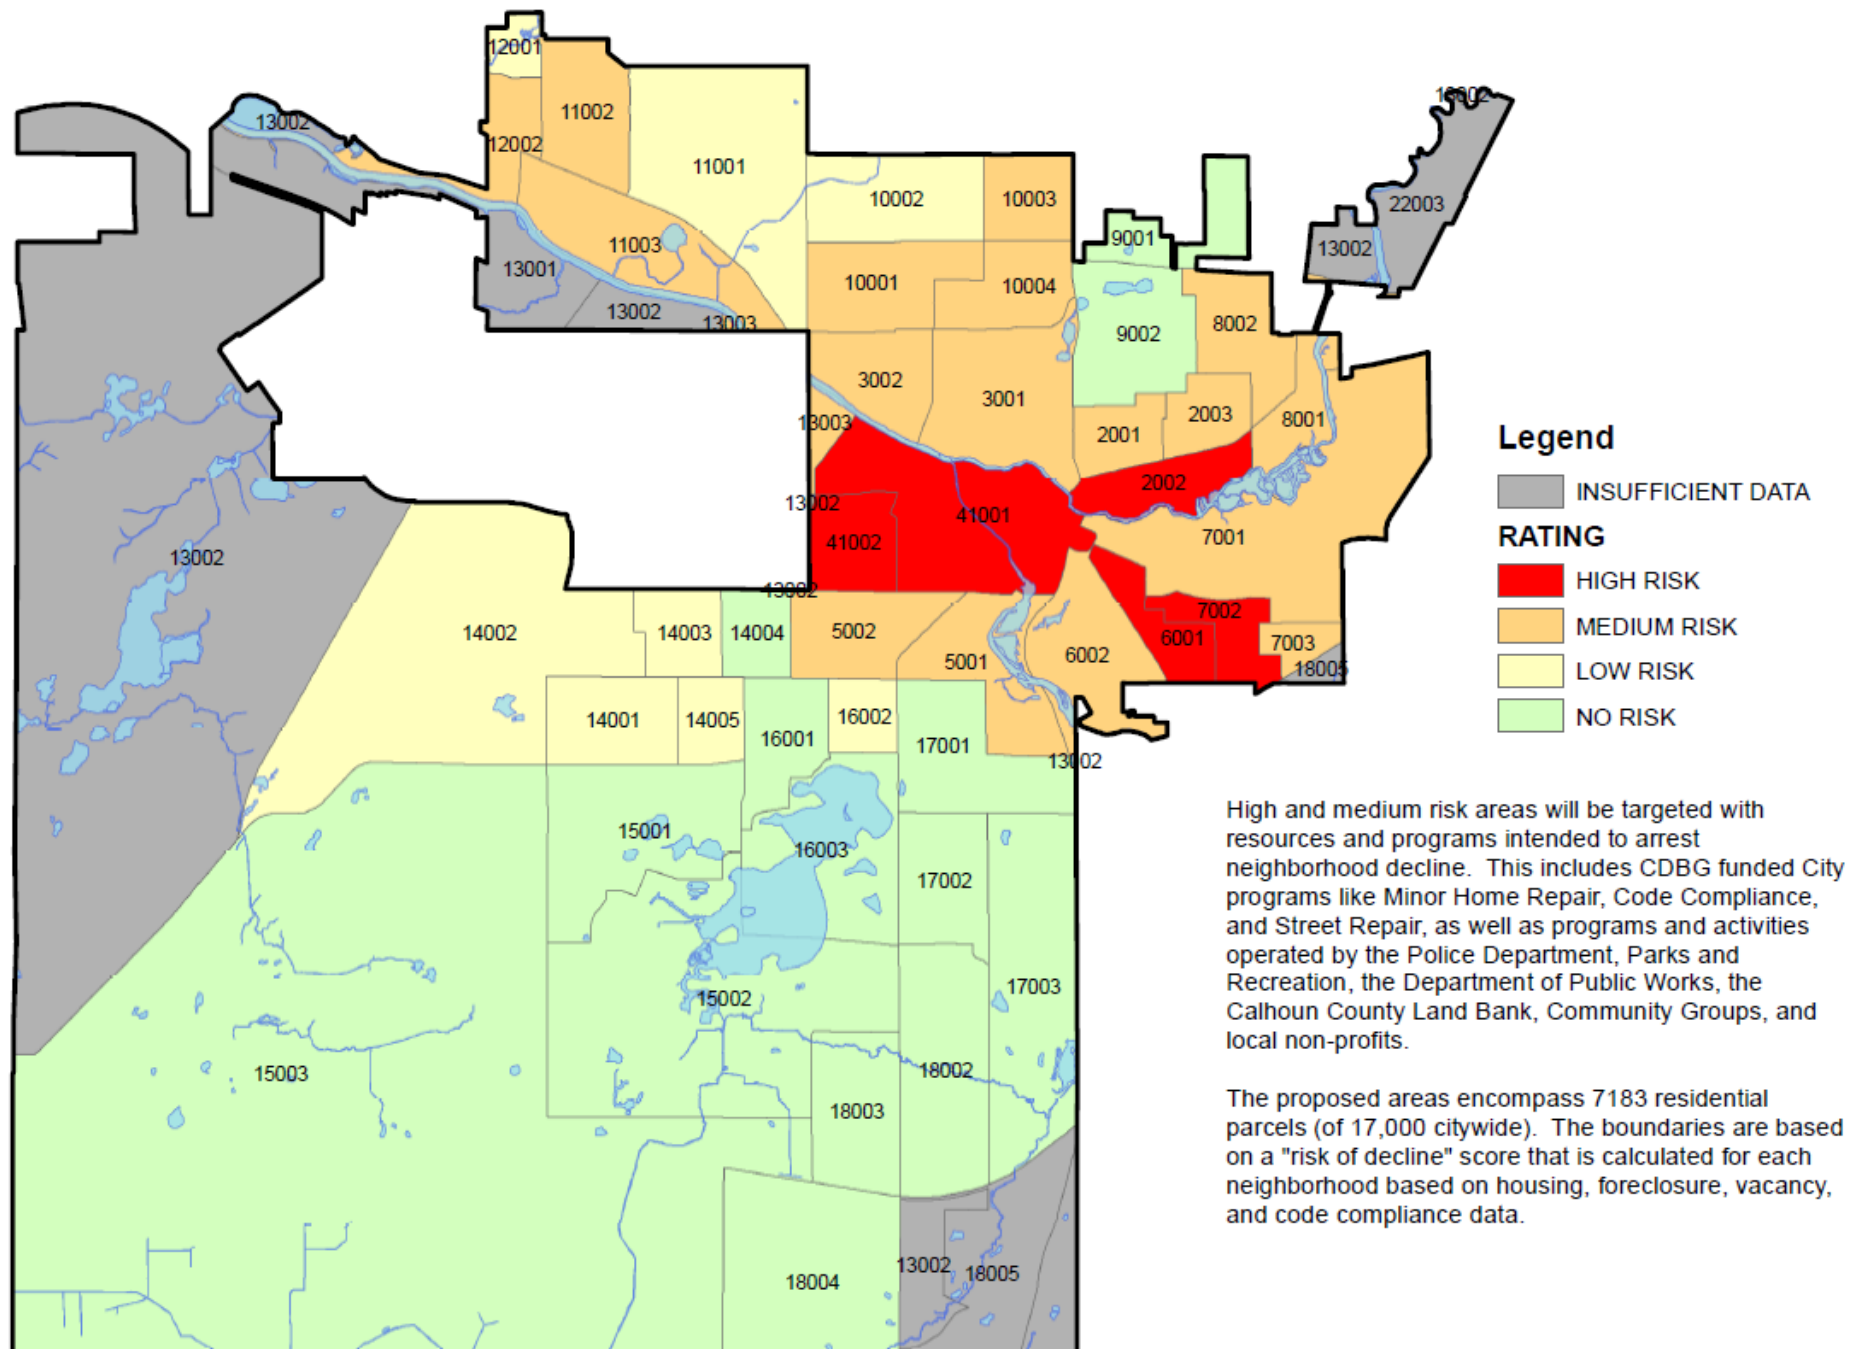 12001
13002
11002
13002
12002
11001
10002
10003
22003
9001
11003
13002
13001
10001
10004
13002
13003
8002
9002
3002
3001
2003
13003
8001
2001
Legend
2002
INSUFFICIENT DATA
13002
41001
RATING
7001
41002
13002
HIGH RISK
13002
7002
14002
14003
14004
5002
MEDIUM RISK
6001
7003
5001
6002
18005
LOW RISK
14001
14005
16002
NO RISK
16001
17001
13002
High and medium risk areas will be targeted with
resources and programs intended to arrest
neighborhood decline. This includes CDBG funded City
programs like Minor Home Repair, Code Compliance,
and Street Repair, as well as programs and activities
operated by the Police Department, Parks and
Recreation, the Department of Public Works, the
Calhoun County Land Bank, Community Groups, and
local non-profits.
15001
16003
17002
17003
15002
18002
15003
18003
The proposed areas encompass 7183 residential
parcels (of 17,000 citywide). The boundaries are based
on a "risk of decline" score that is calculated for each
neighborhood based on housing, foreclosure, vacancy,
and code compliance data.
13002
18005
18004